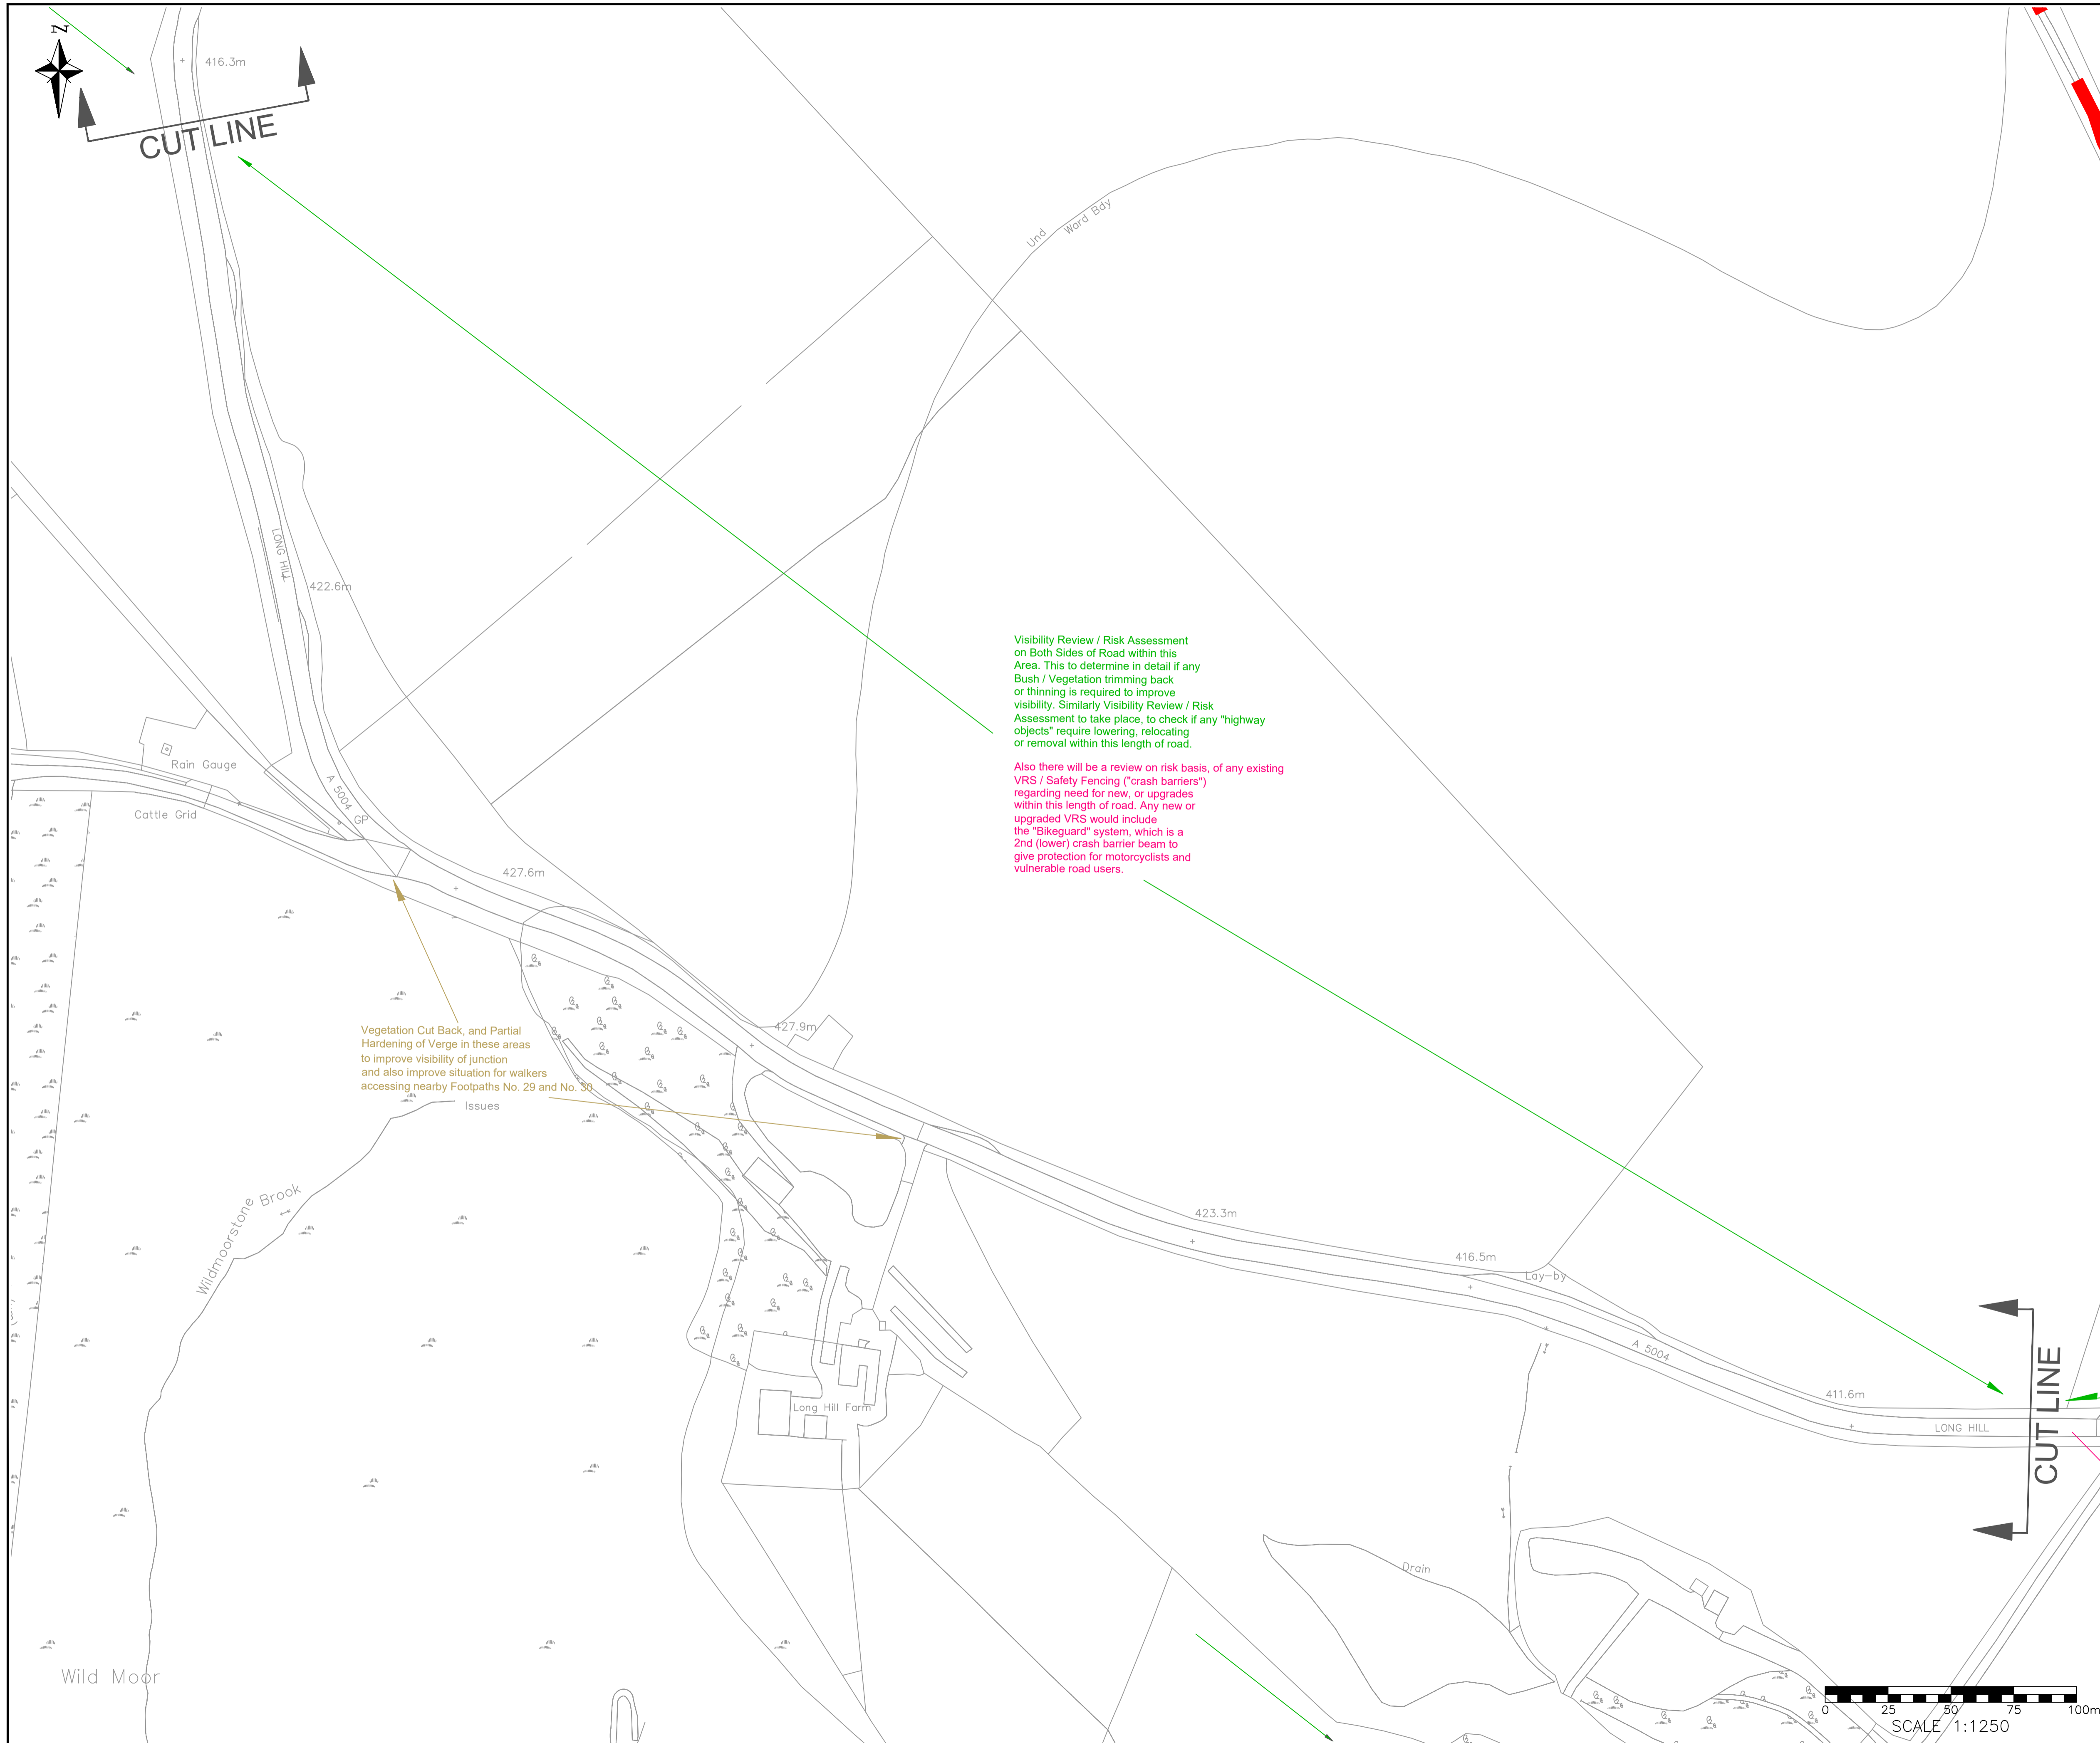 N
416.3m
CUT LINE
Und
Ward Bdy
LONG HILL
422.6m
Visibility Review / Risk Assessment
on Both Sides of Road within this
Area. This to determine in detail if any
Bush / Vegetation trimming back
or thinning is required to improve
visibility. Similarly Visibility Review / Risk
Assessment to take place, to check if any "highway
objects" require lowering, relocating
or removal within this length of road.
Also there will be a review on risk basis, of any existing
VRS / Safety Fencing ("crash barriers")
regarding need for new, or upgrades
within this length of road. Any new or
upgraded VRS would include
the "Bikeguard" system, which is a
2nd (lower) crash barrier beam to
give protection for motorcyclists and
vulnerable road users.
Rain Gauge
A 5004
Cattle Grid
GP
427.6m
427.9m
Vegetation Cut Back, and Partial
Hardening of Verge in these areas
to improve visibility of junction
and also improve situation for walkers
accessing nearby Footpaths No. 29 and No. 30
Issues
Wildmoorstone Brook
423.3m
416.5m
Lay-by
A 5004
411.6m
LONG HILL
CUT LINE
Long Hill Farm
Drain
Wild Moor
0 25 50 75 100m
SCALE 1:1250